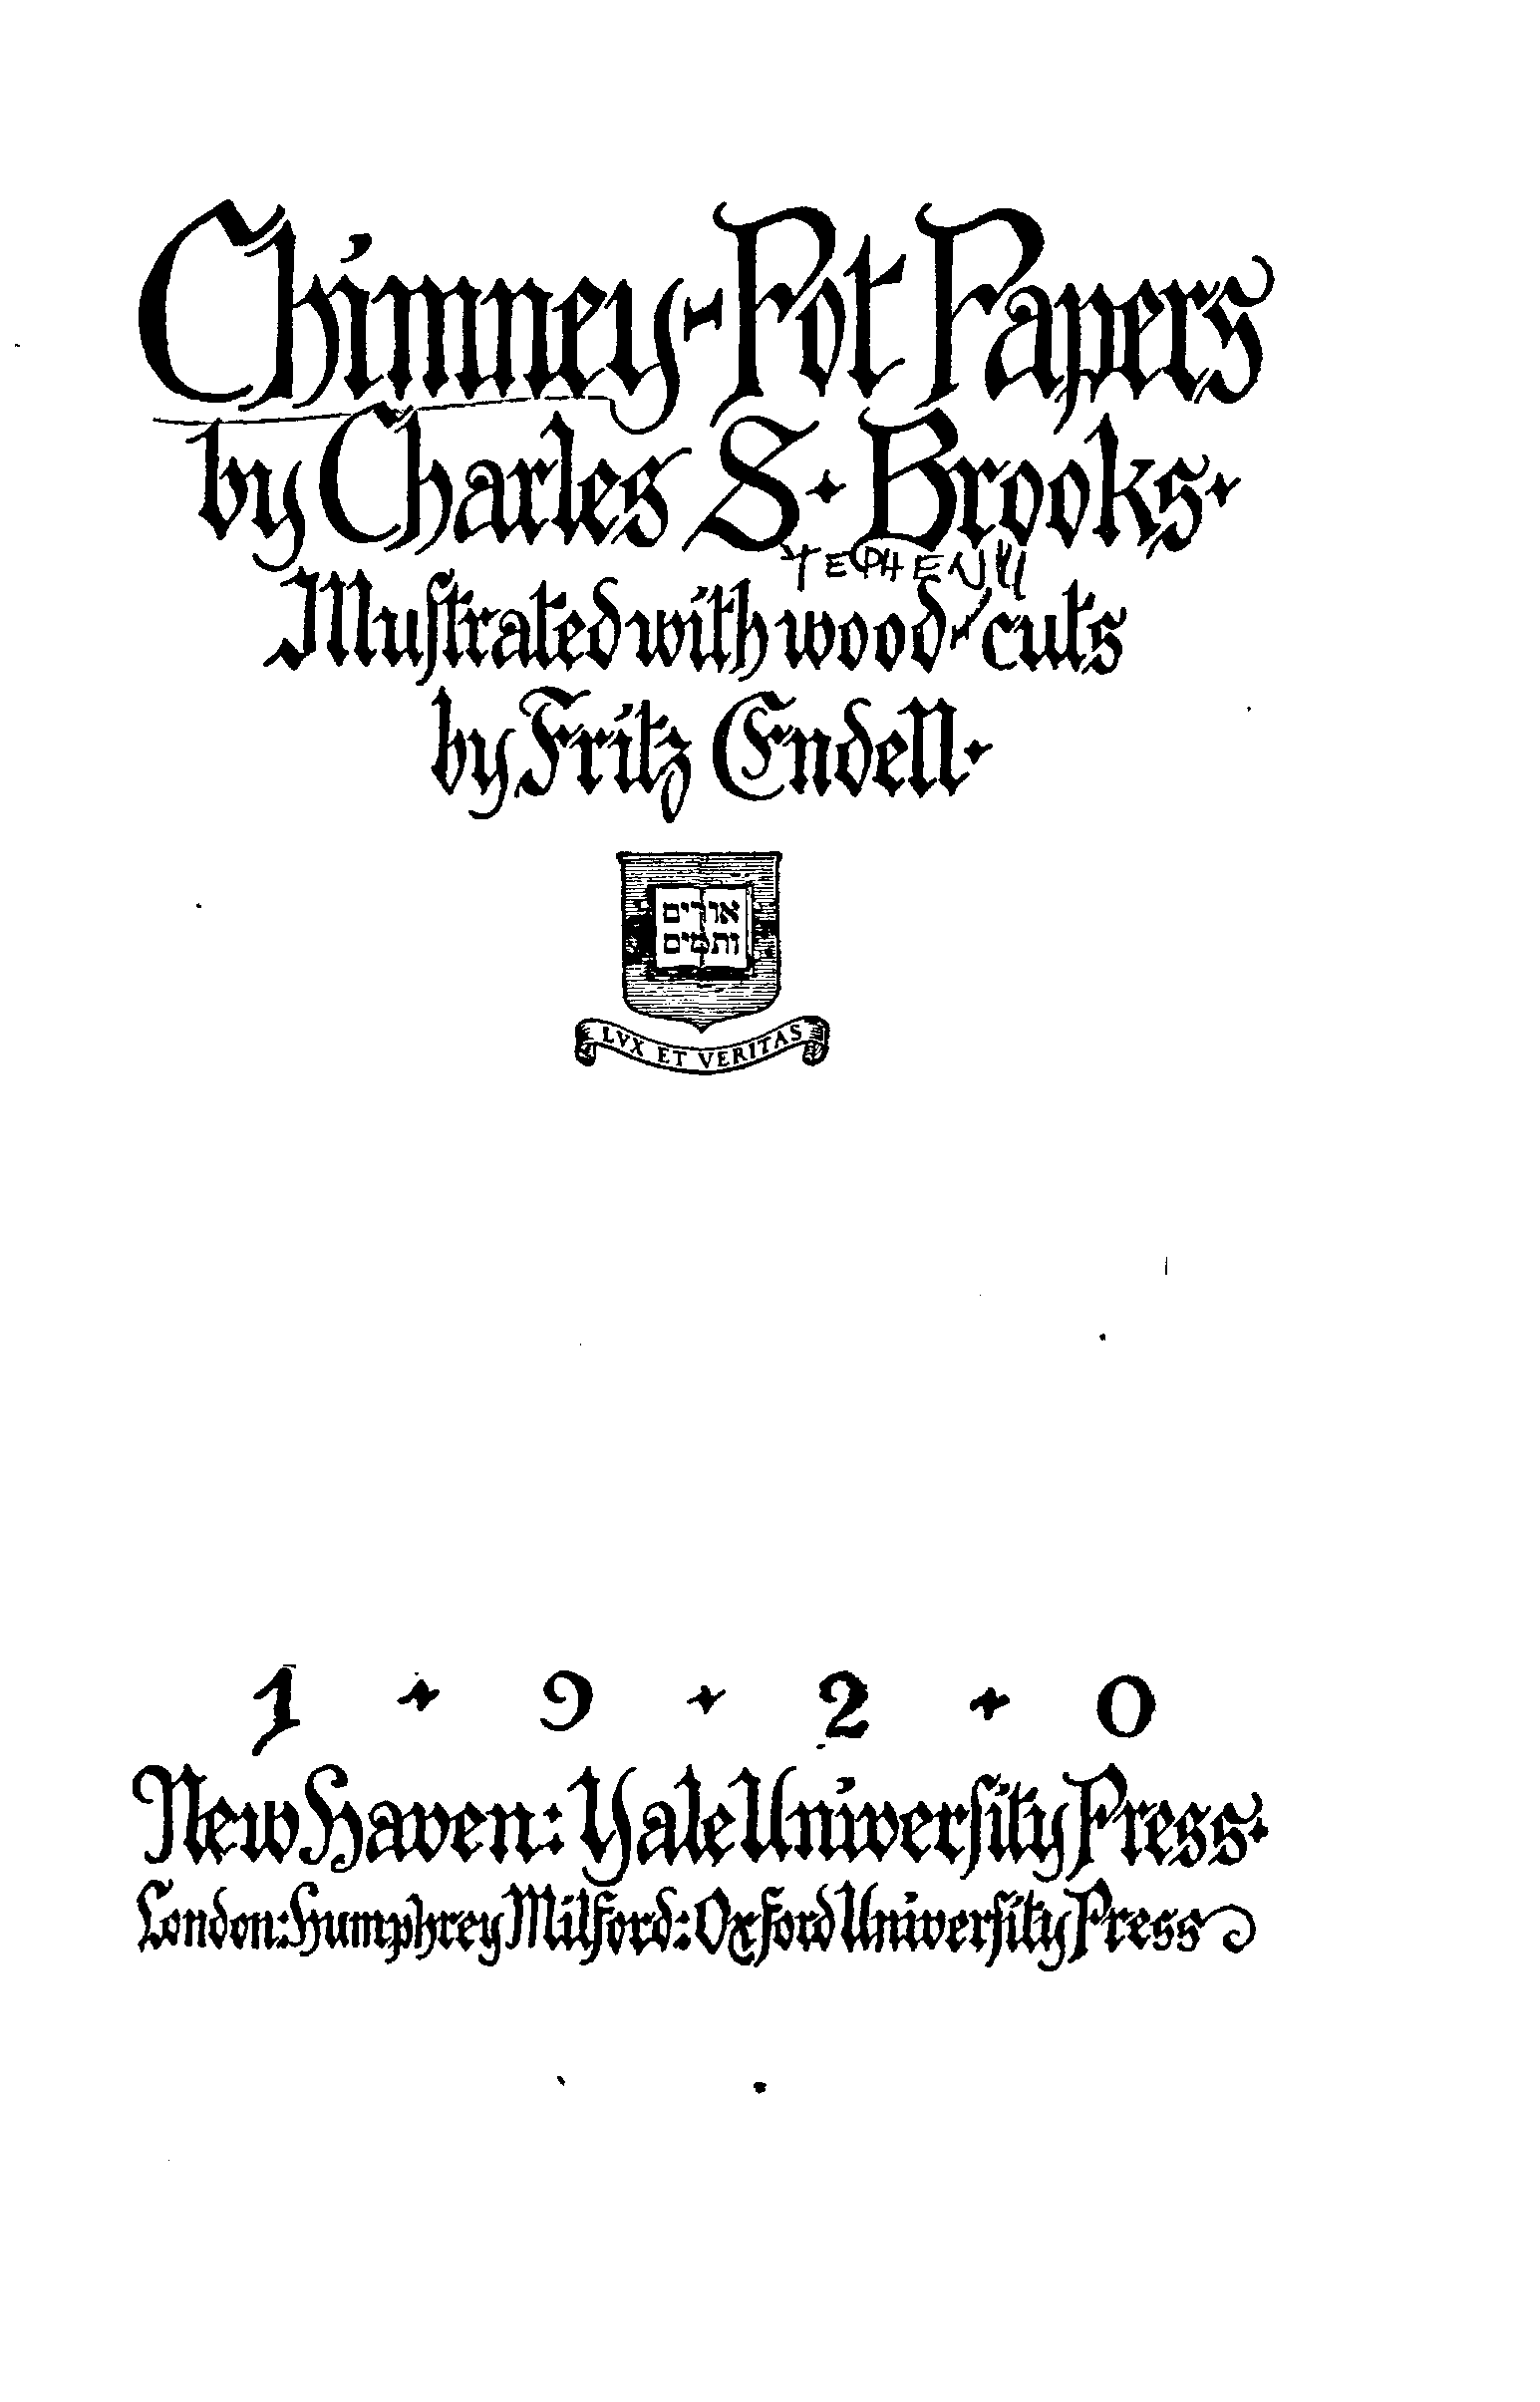 Chimney-Pot Papers
by Charles S. Brooks.
TEPHEN
Illustrated with wood-cuts
by Fritz Endell.
אורים
ותמים
LVX ET VERITAS
1 + 9 + 2 + 0
New Haven: Yale Univerſity Press.
London: Humphrey Milford: Oxford Univerſity Press